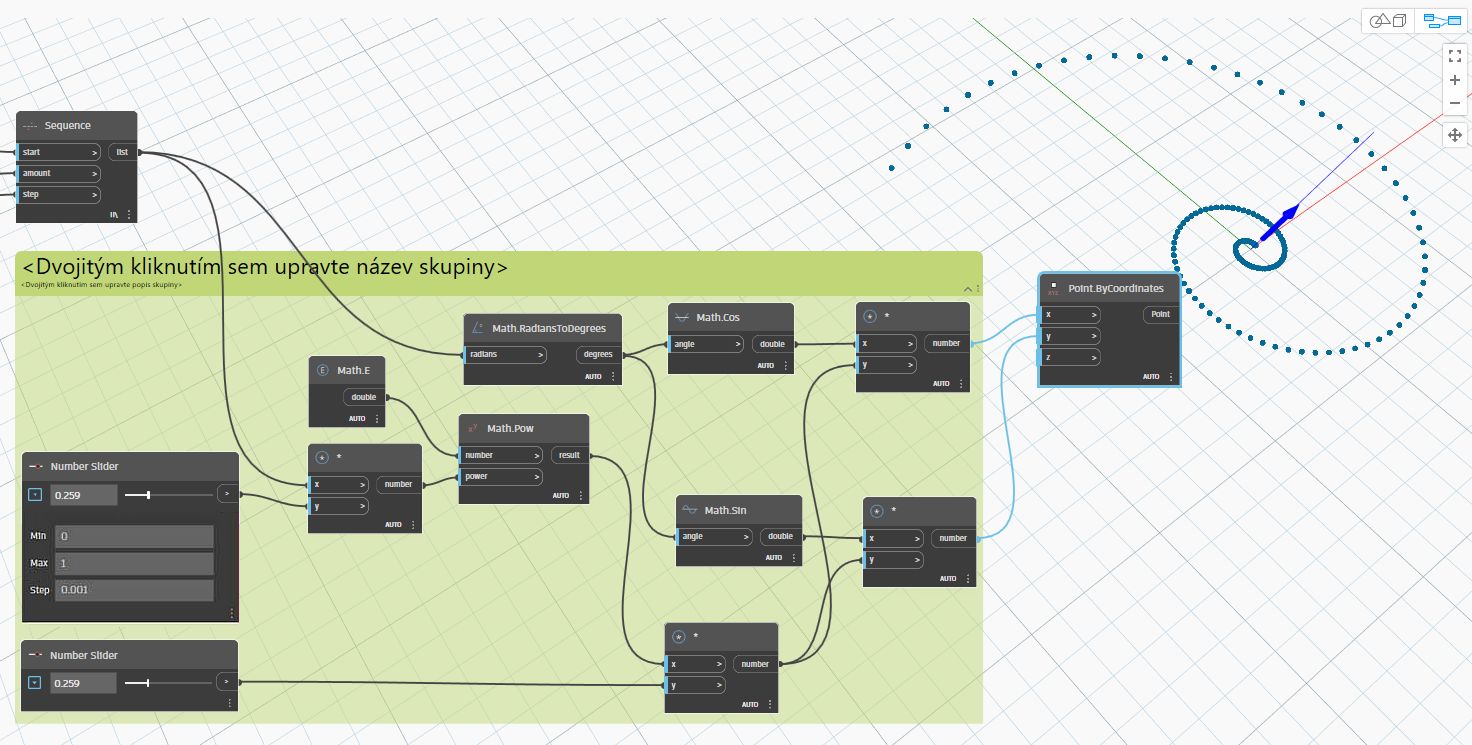 Sequence
start >
list
amount >
step >
<Dvojitým kliknutím sem upravte název skupiny>
<Dvojitým kliknutím sem upravte popis skupiny>
Math.RadiansToDegrees
radians >
degrees
AUTO
Math.Cos
angle >
double
AUTO
*
x >
number
y >
AUTO
Point.ByCoordinates
x >
Point
y >
z >
AUTO
Math.E
double
AUTO
Math.Pow
number >
result
power >
AUTO
*
x >
number
y >
AUTO
Number Slider
0.259
>
Min 0
Max 1
Step 0.001
Math.Sin
angle >
double
AUTO
*
x >
number
y >
AUTO
Number Slider
0.259
>
*
x >
number
y >
AUTO